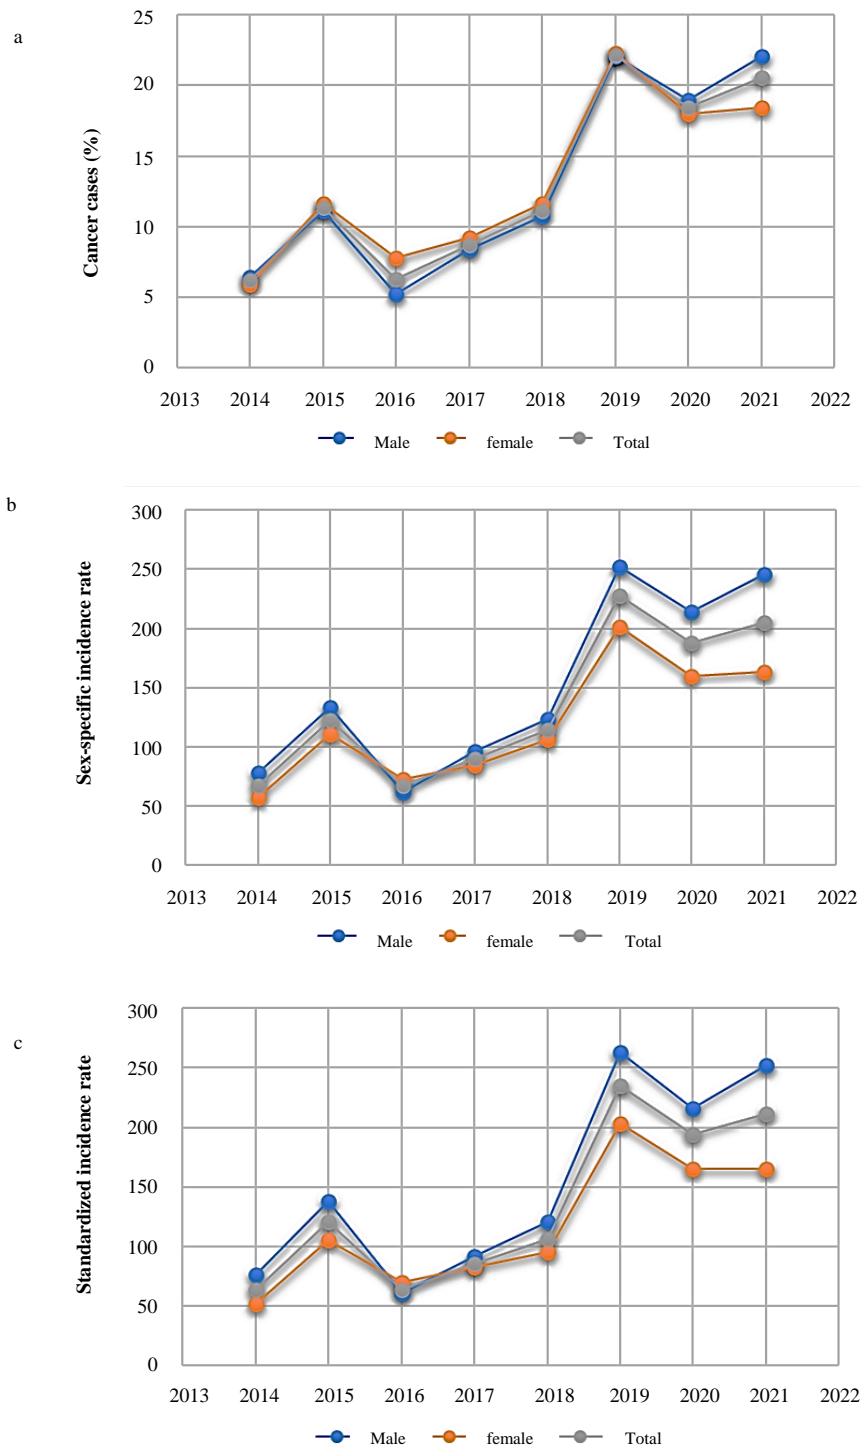 a
25
20
15
10
5
0
Cancer cases (%)
2013 2014 2015 2016 2017 2018 2019 2020 2021 2022
Male female Total
b
300
250
200
150
100
50
0
Sex-specific incidence rate
2013 2014 2015 2016 2017 2018 2019 2020 2021 2022
Male female Total
c
300
250
200
150
100
50
0
Standardized incidence rate
2013 2014 2015 2016 2017 2018 2019 2020 2021 2022
Male female Total